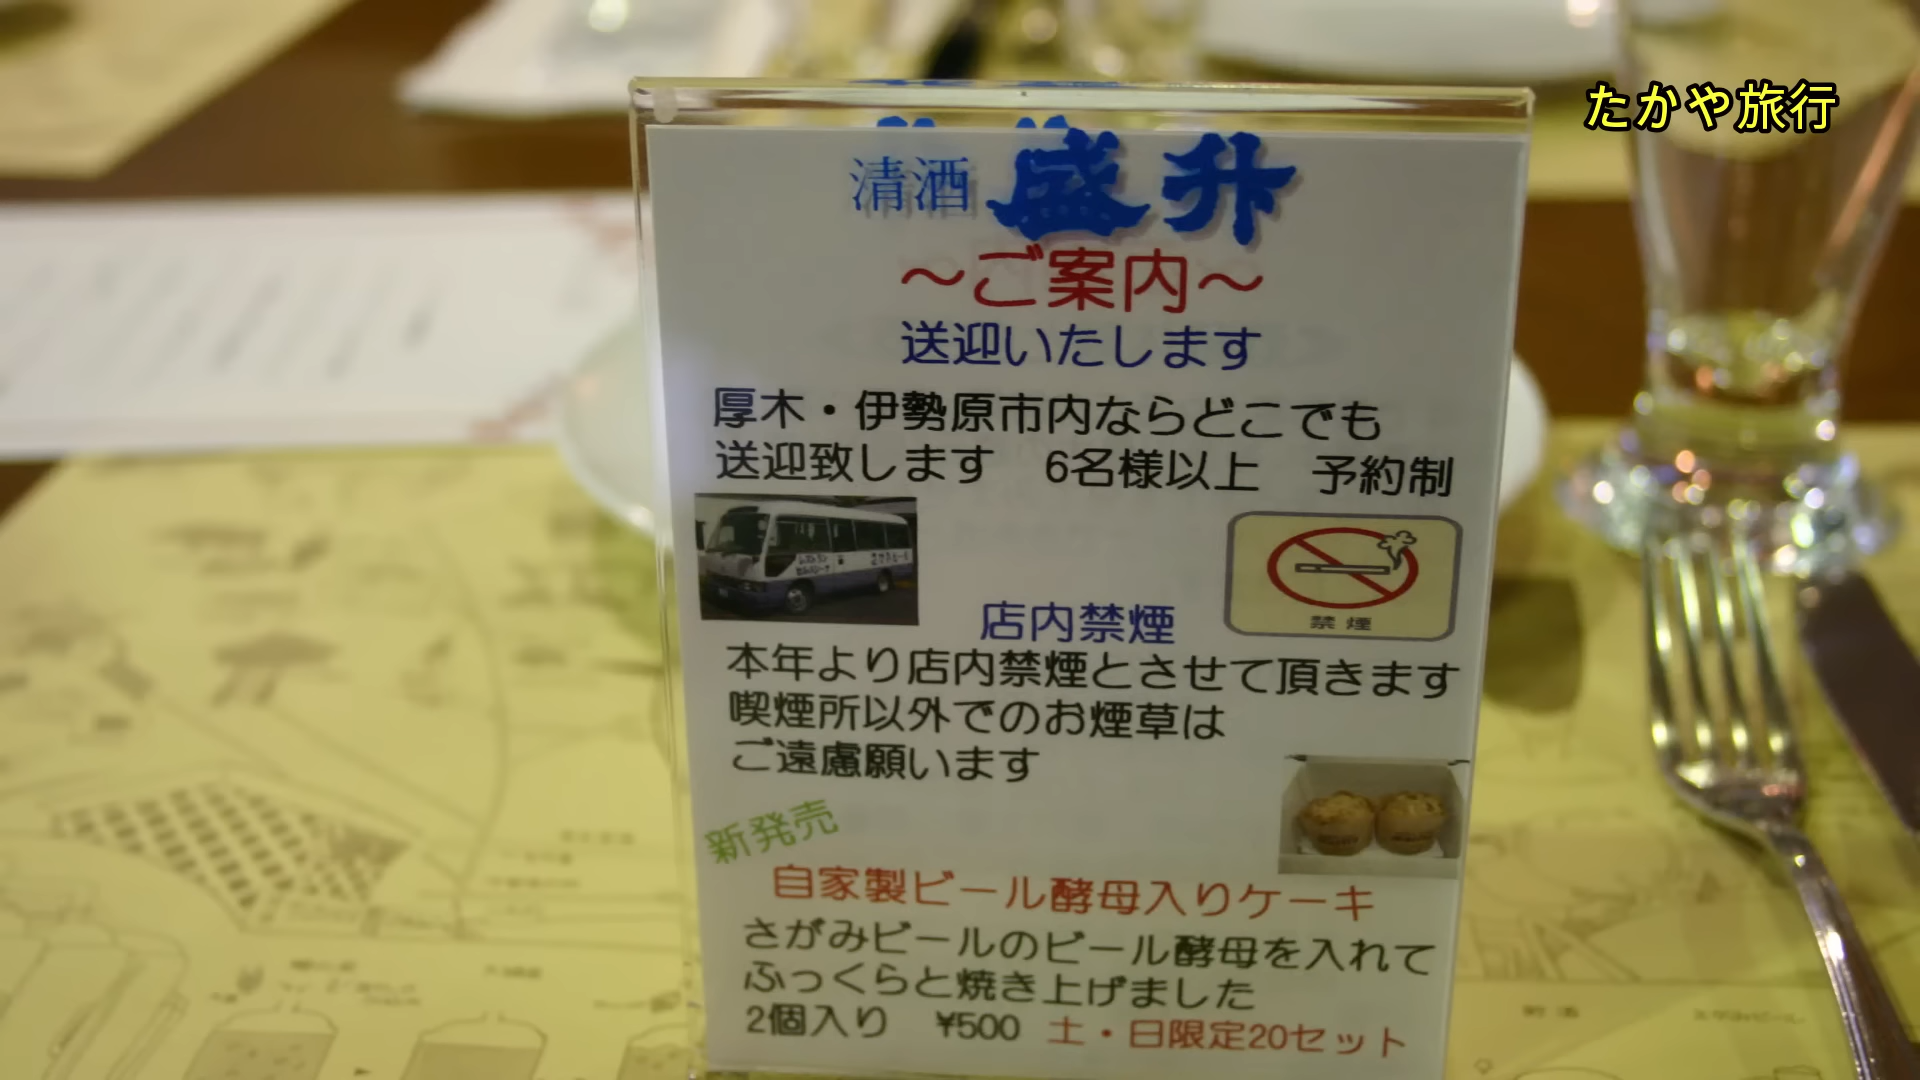 たかや旅行
清酒 盛升
～ご案内～
送迎いたします
厚木・伊勢原市内ならどこでも
送迎致します 6名様以上 予約制
禁煙
店内禁煙
本年より店内禁煙とさせて頂きます
喫煙所以外でのお煙草は
ご遠慮願います
新発売
自家製ビール酵母入りケーキ
さがみビールのビール酵母を入れて
ふっくらと焼き上げました
2個入り ¥500 土・日限定20セット